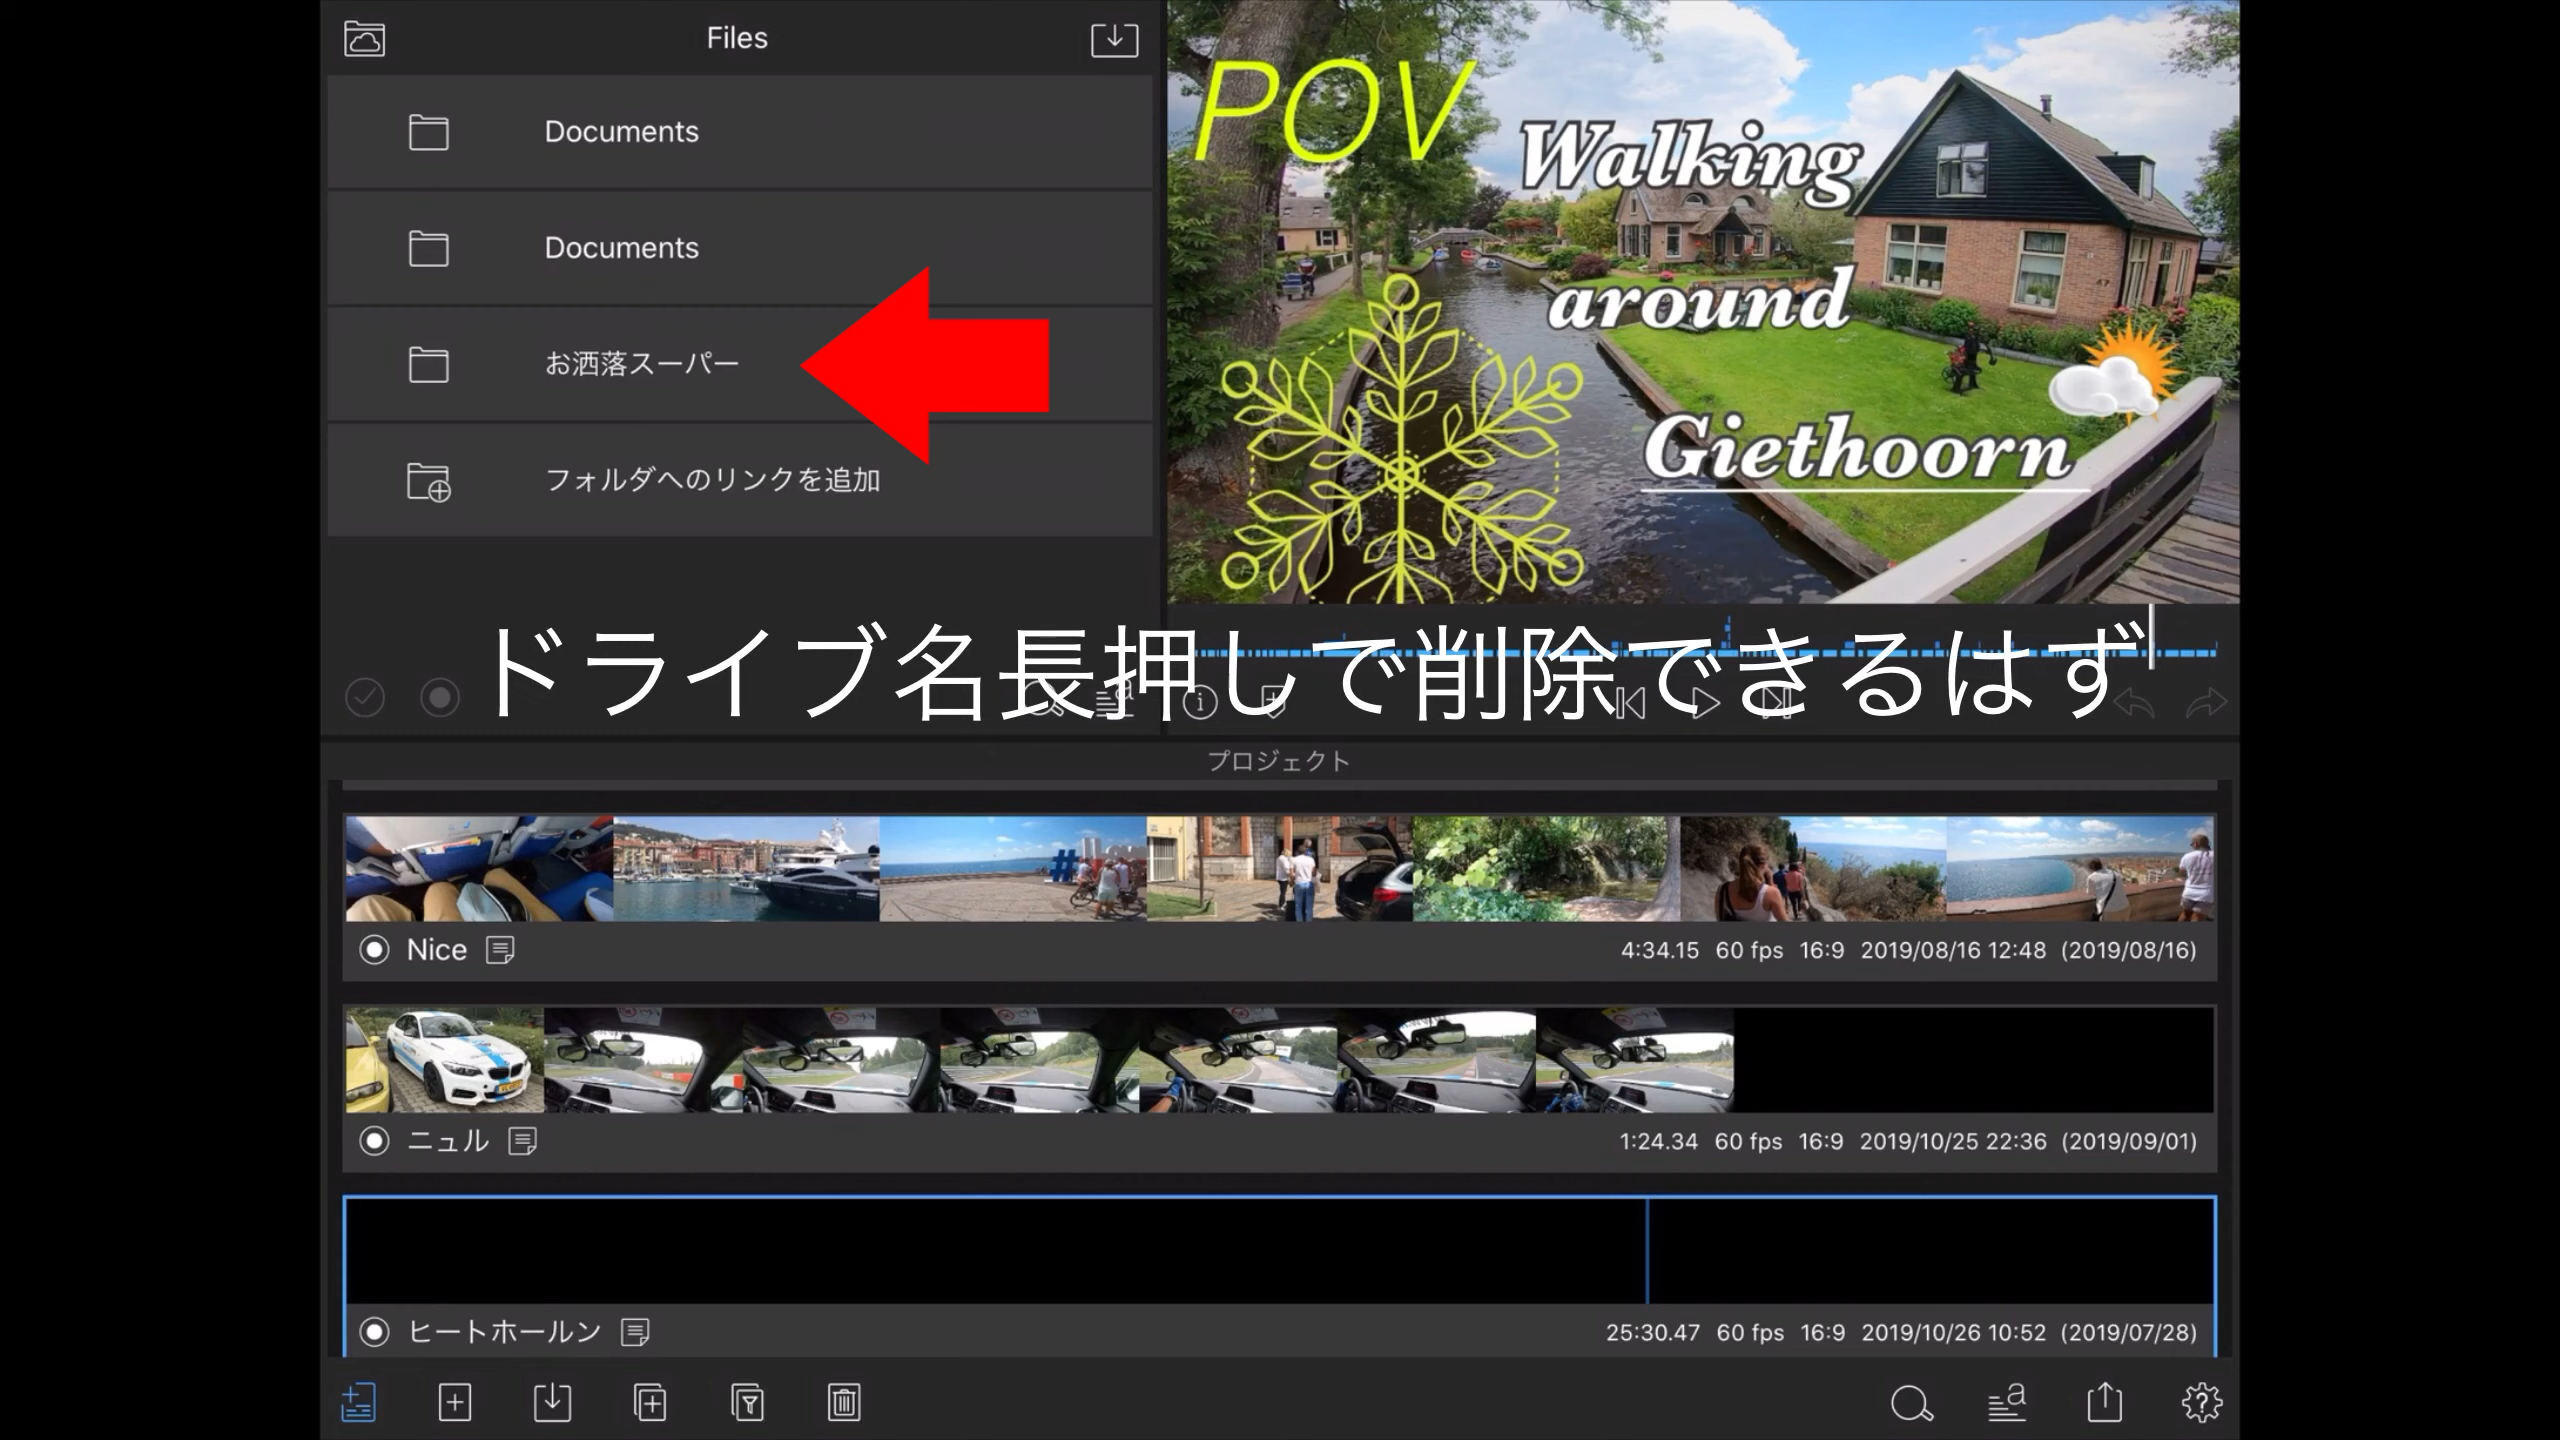 Files
Documents
Documents
お洒落スーパー
フォルダへのリンクを追加
POV
Walking
around
Giethoorn
ドライブ名長押しで削除できるはず
プロジェクト
Nice 4:34.15 60 fps 16:9 2019/08/16 12:48 (2019/08/16)
ニュル 1:24.34 60 fps 16:9 2019/10/25 22:36 (2019/09/01)
ヒートホールン 25:30.47 60 fps 16:9 2019/10/26 10:52 (2019/07/28)